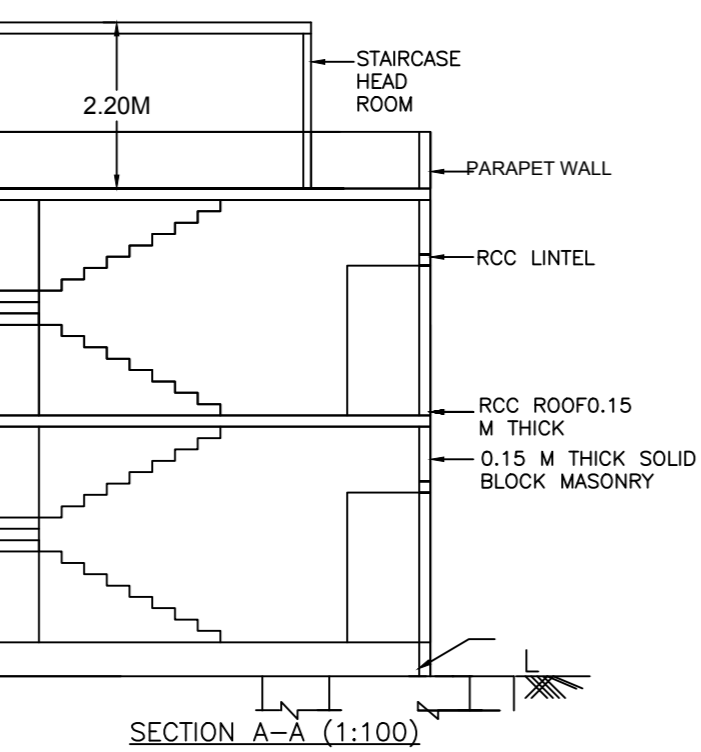 STAIRCASE
HEAD
ROOM
2.20M
PARAPET WALL
RCC LINTEL
RCC ROOF0.15
M THICK
0.15 M THICK SOLID
BLOCK MASONRY
L
SECTION A-A (1:100)